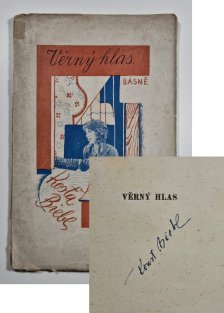 Věrný hlas.
BÁSNĚ
Konst.
Biebl
VĚRNÝ HLAS
Konst. Biebl